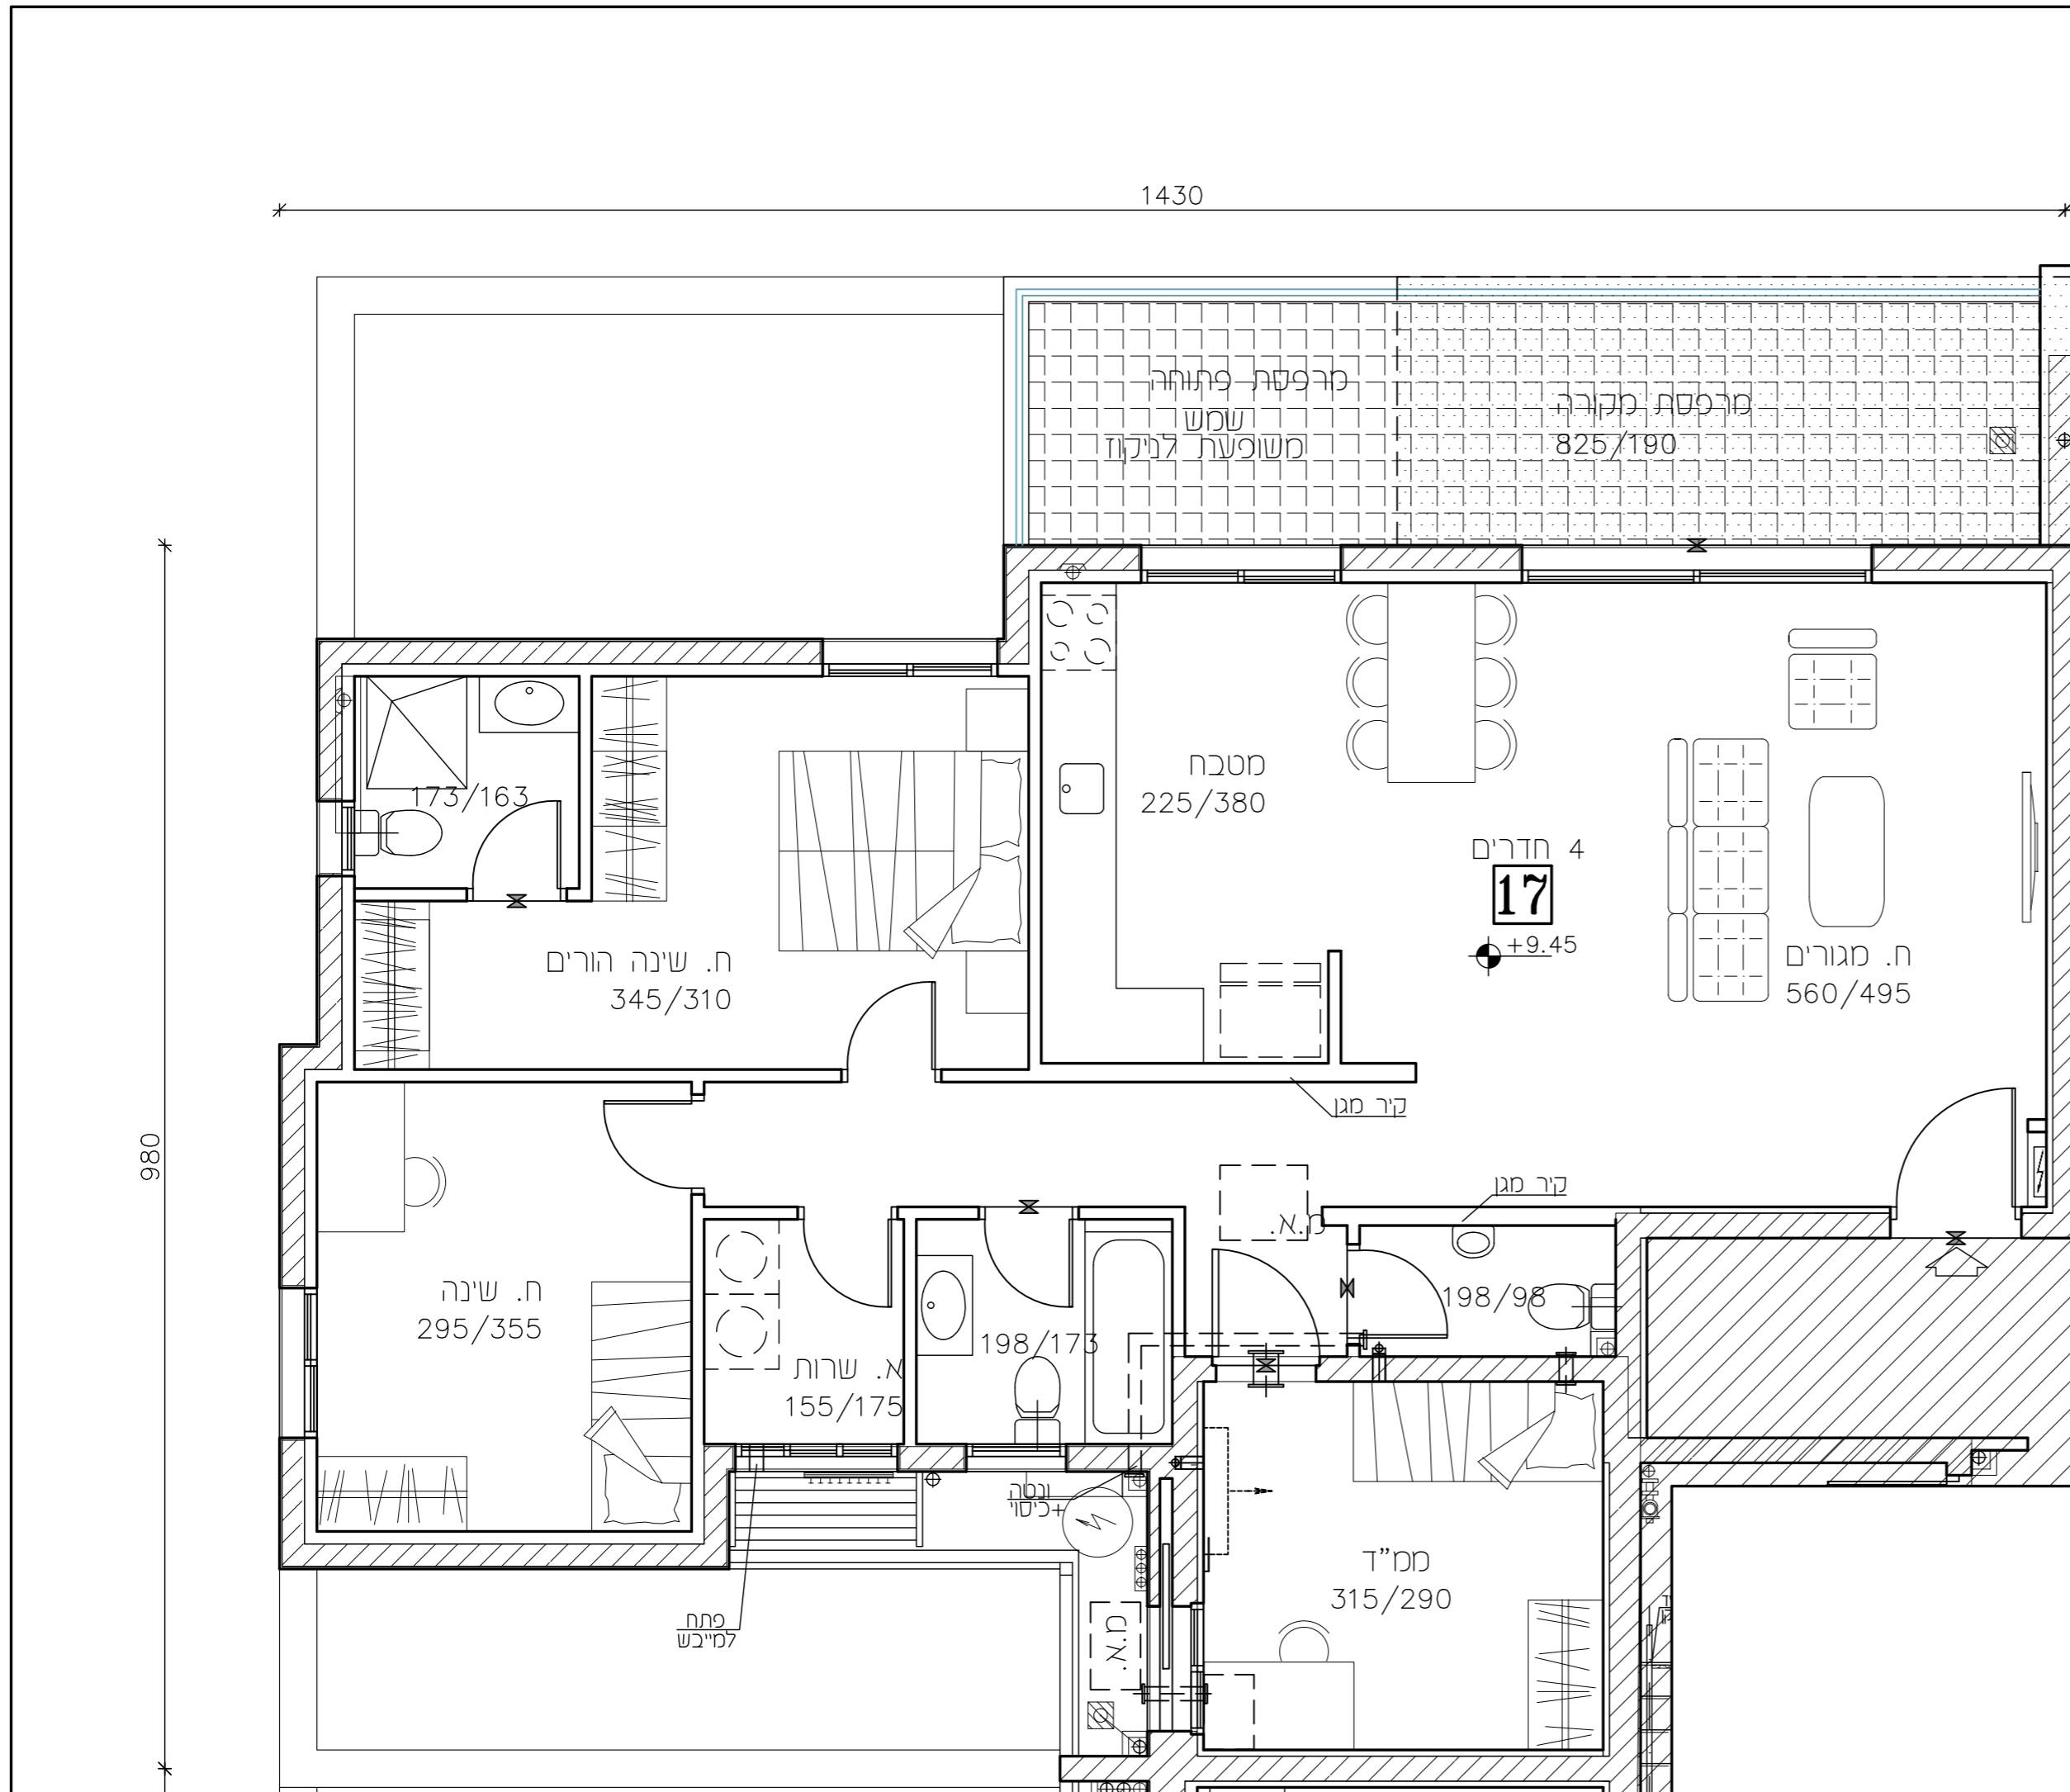 1430
מרפסת פתוחה
שמש
משופעת לניקוז
מרפסת מקורה
825/190
173/163
מטבח
225/380
4 חדרים
17
+9.45
ח. שינה הורים
345/310
ח. מגורים
560/495
קיר מגן
980
קיר מגן
מ.א.
ח. שינה
295/355
198/98
198/173
א. שרות
155/175
ונטה
+כיסוי
ממ"ד
315/290
פתח
למייבש
מ.א.